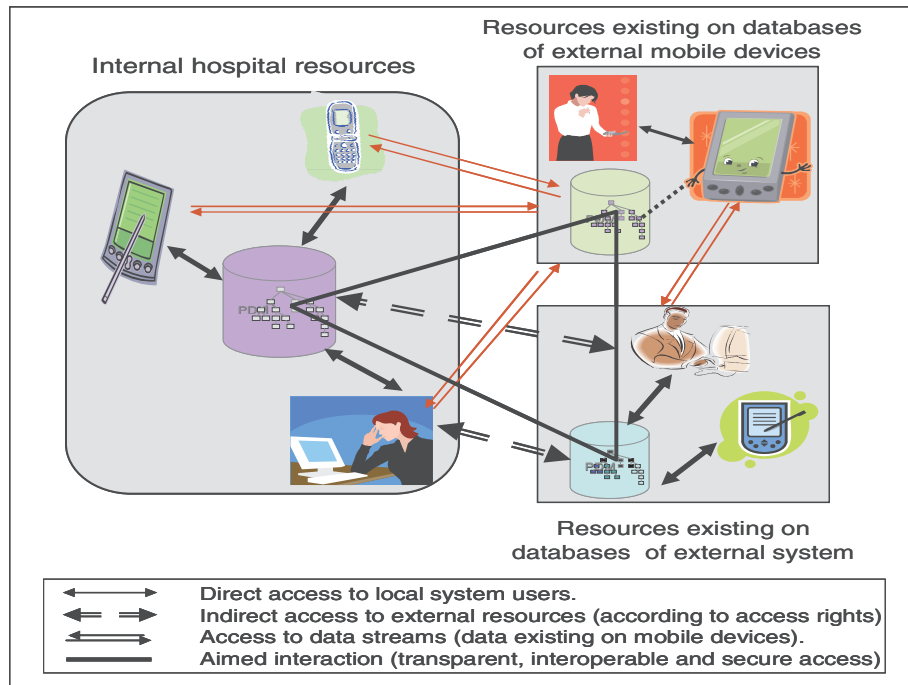 Resources existing on databases
of external mobile devices
Internal hospital resources
Resources existing on
databases of external system
Direct access to local system users.
Indirect access to external resources (according to access rights)
Access to data streams (data existing on mobile devices).
Aimed interaction (transparent, interoperable and secure access)